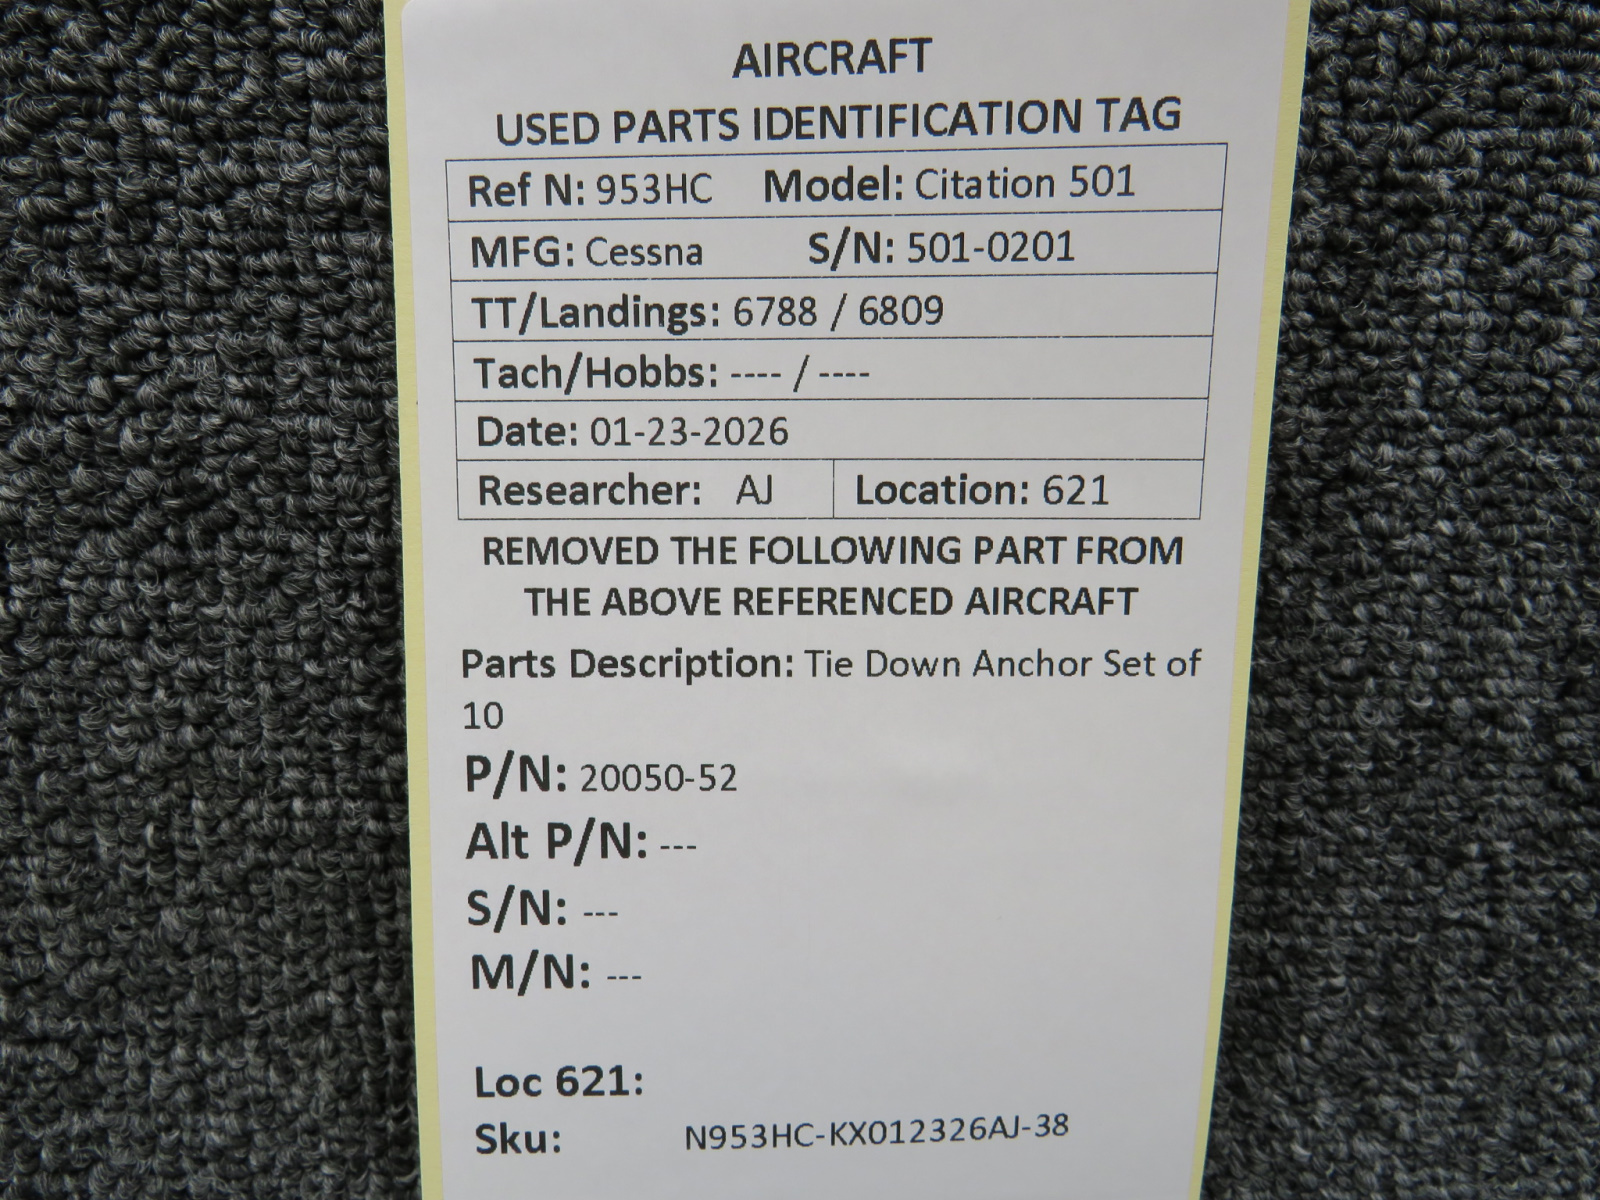 AIRCRAFT
USED PARTS IDENTIFICATION TAG
Ref N: 953HC Model: Citation 501
MFG: Cessna S/N: 501-0201
TT/Landings: 6788 / 6809
Tach/Hobbs: ---- / ----
Date: 01-23-2026
Researcher: AJ Location: 621
REMOVED THE FOLLOWING PART FROM
THE ABOVE REFERENCED AIRCRAFT
Parts Description: Tie Down Anchor Set of
10
P/N: 20050-52
Alt P/N: ---
S/N: ---
M/N: ---
Loc 621:
Sku: N953HC-KX012326AJ-38